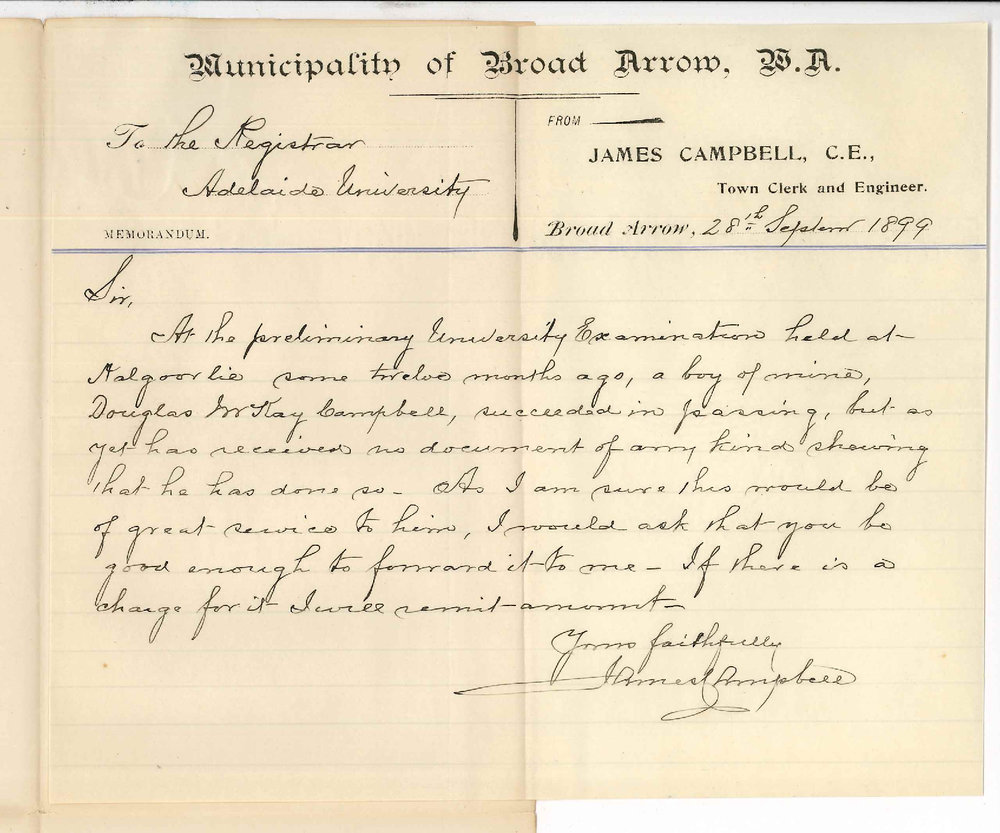 Municipality of Broad Arrow, W.A.
To the Registrar
Adelaide University
MEMORANDUM.
FROM
JAMES CAMPBELL, C.E.,
Town Clerk and Engineer.
Broad Arrow, 28th Septemr 1899
Sir,
At the preliminary University Examination held at
Kalgoorlie some twelve months ago, a boy of mine,
Douglas McKay Campbell, succeeded in passing, but as
yet has received no document of any kind shewing
that he has done so - As I am sure this would be
of great service to him, I would ask that you be
good enough to forward it to me - If there is a
charge for it I will remit amount -
Yours faithfully
James Campbell